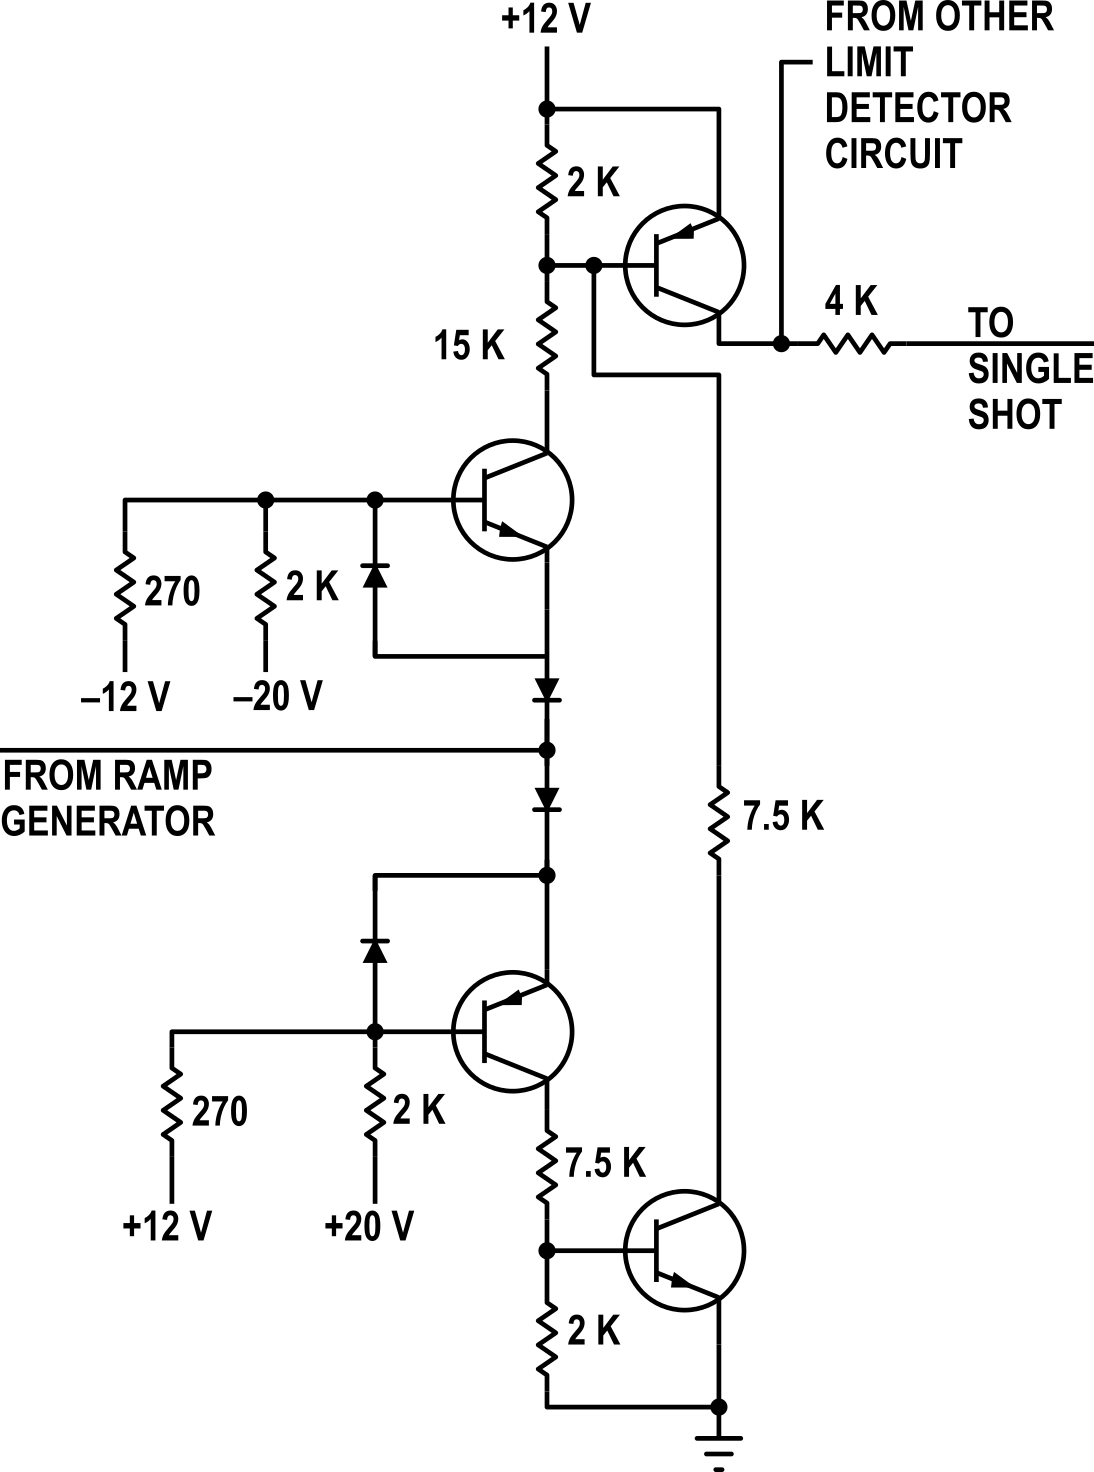 +12 V
FROM OTHER
LIMIT
DETECTOR
CIRCUIT
2 K
4 K
TO
SINGLE
SHOT
15 K
270
2 K
–12 V
–20 V
FROM RAMP
GENERATOR
7.5 K
270
2 K
7.5 K
+12 V
+20 V
2 K